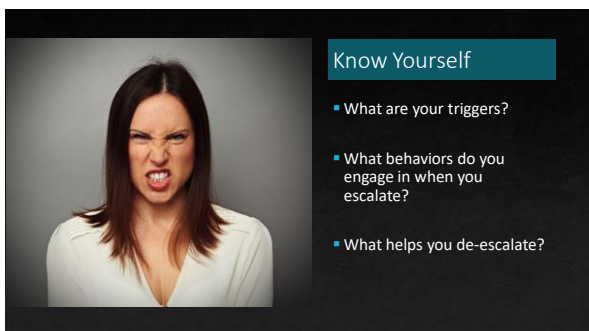 Know Yourself
▪ What are your triggers?
▪ What behaviors do you
engage in when you
escalate?
▪ What helps you de-escalate?